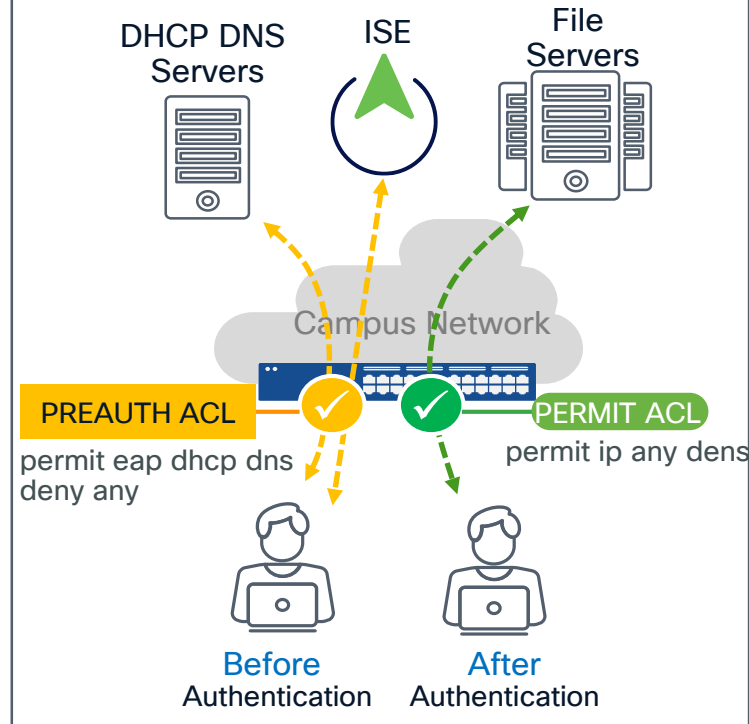 DHCP DNS
Servers
ISE
File
Servers
Campus Network
PREAUTH ACL
permit eap dhcp dns
deny any
PERMIT ACL
permit ip any dens
Before
Authentication
After
Authentication